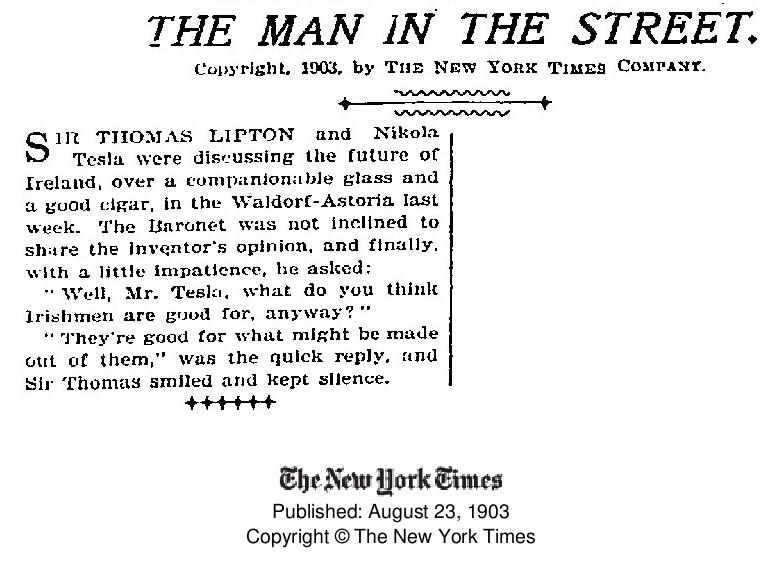 THE MAN IN THE STREET.
Copyright, 1903, by THE NEW YORK TIMES COMPANY.
SIR THOMAS LIPTON and Nikola
Tesla were discussing the future of
Ireland, over a companionable glass and
a good cigar, in the Waldorf-Astoria last
week. The Baronet was not inclined to
share the inventor's opinion, and finally,
with a little impatience, he asked:
"Well, Mr. Tesla, what do you think
Irishmen are good for, anyway?"
"They're good for what might be made
out of them," was the quick reply, and
Sir Thomas smiled and kept silence.
The New York Times
Published: August 23, 1903
Copyright © The New York Times